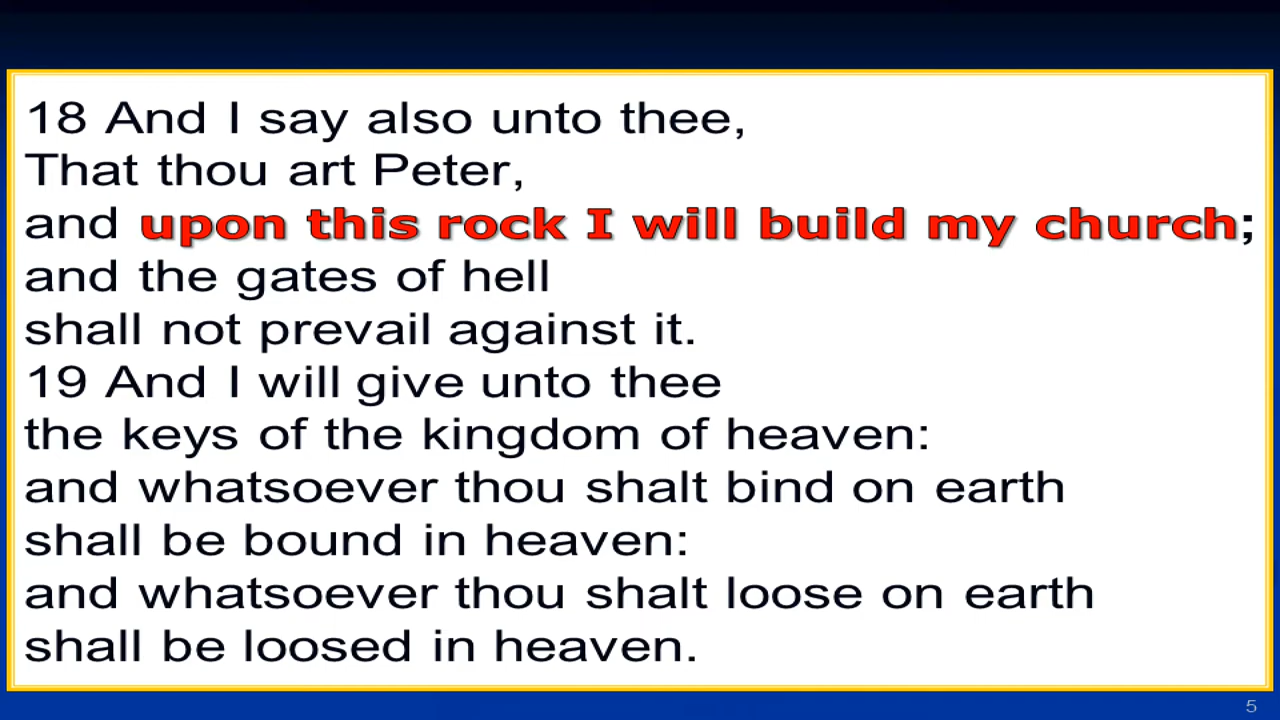 18 And I say also unto thee,
That thou art Peter,
and upon this rock I will build my church;
and the gates of hell
shall not prevail against it.
19 And I will give unto thee
the keys of the kingdom of heaven:
and whatsoever thou shalt bind on earth
shall be bound in heaven:
and whatsoever thou shalt loose on earth
shall be loosed in heaven.
5